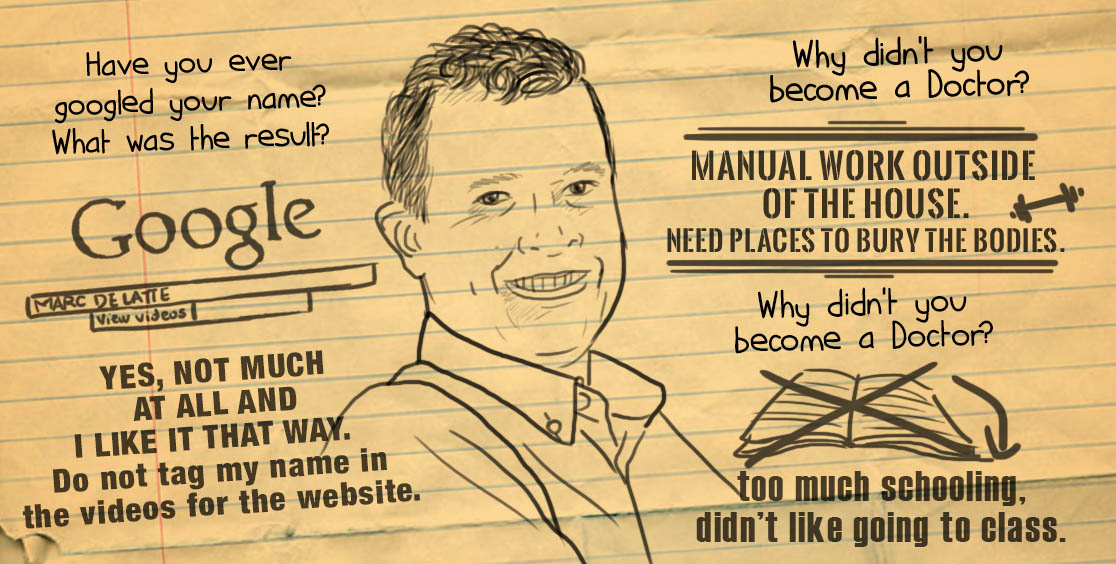 Have you ever
googled your name?
What was the result?
Google
MARC DE LATTE
View videos
YES, NOT MUCH
AT ALL AND
I LIKE IT THAT WAY.
Do not tag my name in
the videos for the website.
Why didn't you
become a Doctor?
MANUAL WORK OUTSIDE
OF THE HOUSE.
NEED PLACES TO BURY THE BODIES.
Why didn't you
become a Doctor?
too much schooling,
didn't like going to class.